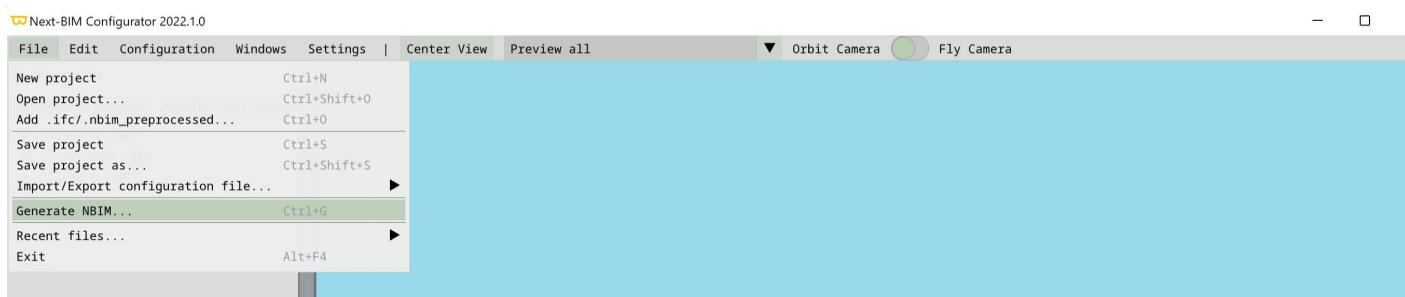 Next-BIM Configurator 2022.1.0
File Edit Configuration Windows Settings | Center View Preview all Orbit Camera Fly Camera
New project Ctrl+N
Open project... Ctrl+Shift+O
Add .ifc/.nbim_preprocessed... Ctrl+O
Save project Ctrl+S
Save project as... Ctrl+Shift+S
Import/Export configuration file...
Generate NBIM... Ctrl+G
Recent files...
Exit Alt+F4